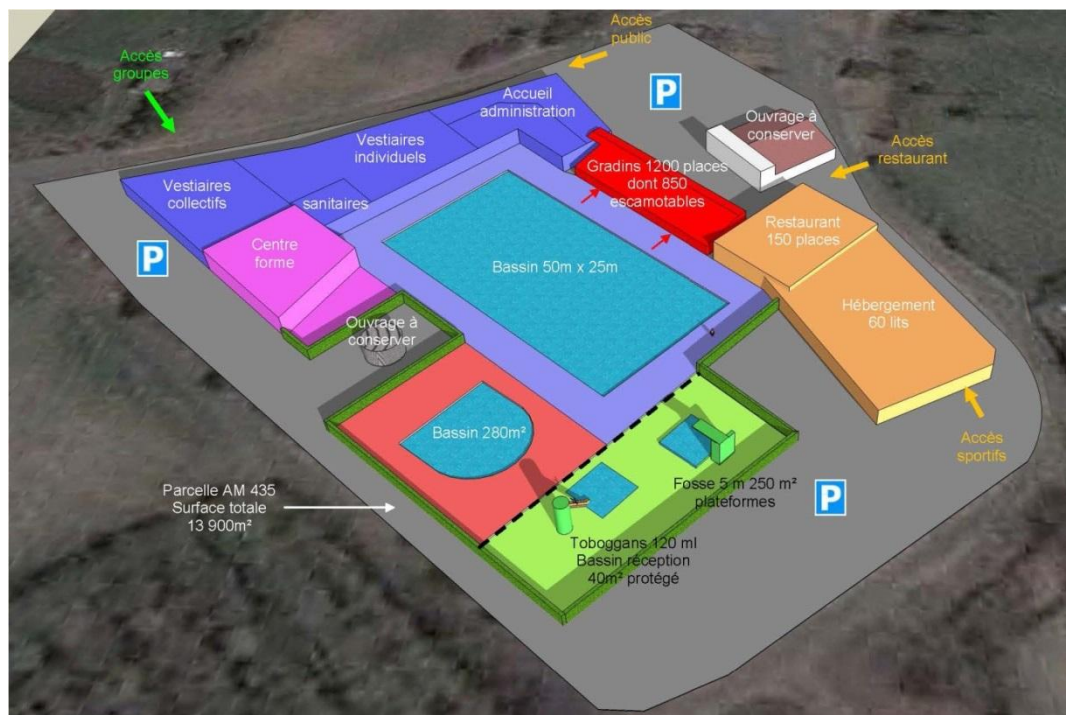 Accès
public
Accès
groupes
P
Accueil
administration
Ouvrage à
conserver
Vestiaires
individuels
Accès
restaurant
Gradins 1200 places
dont 850
escamotables
Vestiaires
collectifs
sanitaires
Restaurant
150 places
Centre
forme
P
Bassin 50m x 25m
Hébergement
60 lits
Ouvrage à
conserver
Bassin 280m²
Accès
sportifs
Fosse 5 m 250 m²
plateformes
P
Parcelle AM 435
Surface totale
13 900m²
Toboggans 120 ml
Bassin réception
40m² protégé